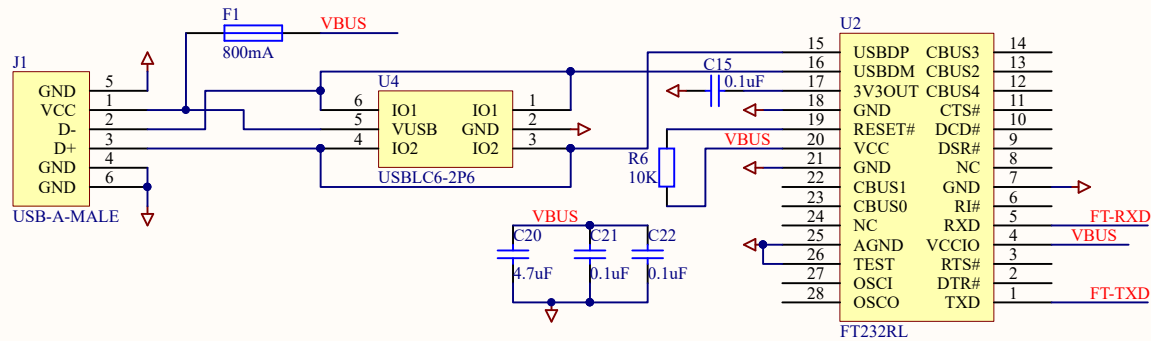 F1
VBUS
800mA
J1
5 GND
1 VCC
2 D-
3 D+
4 GND
6 GND
USB-A-MALE
U4
6 IO1 IO1 1
5 VUSB GND 2
4 IO2 IO2 3
USBLC6-2P6
VBUS
C20 C21 C22
4.7uF 0.1uF 0.1uF
C15
0.1uF
R6
10K
VBUS
U2
15 USBDP CBUS3 14
16 USBDM CBUS2 13
17 3V3OUT CBUS4 12
18 GND CTS# 11
19 RESET# DCD# 10
20 VCC DSR# 9
21 GND NC 8
22 CBUS1 GND 7
23 CBUS0 RI# 6
24 NC RXD 5 FT-RXD
25 AGND VCCIO 4 VBUS
26 TEST RTS# 3
27 OSCI DTR# 2
28 OSCO TXD 1 FT-TXD
FT232RL